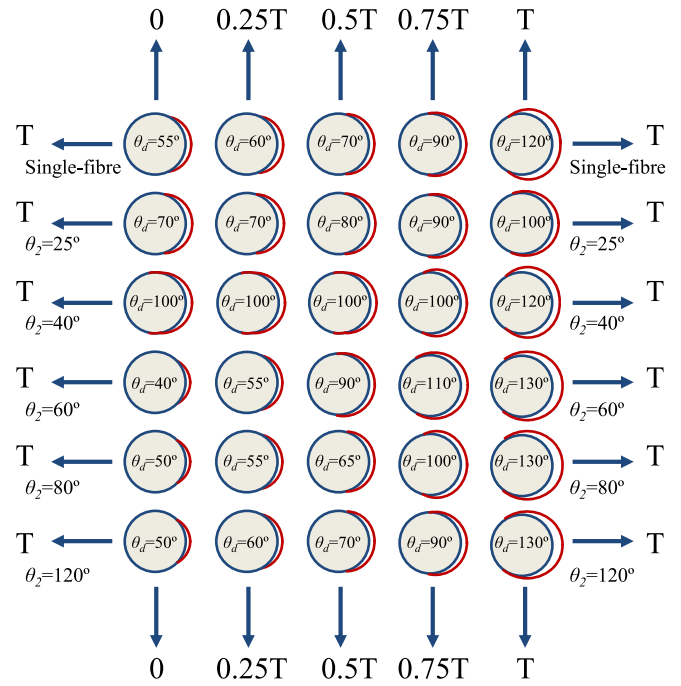 0 0.25T 0.5T 0.75T T
T θd=55º θd=60º θd=70º θd=90º θd=120º T
Single-fibre Single-fibre
T θd=70º θd=70º θd=80º θd=90º θd=100º T
θ2=25º θ2=25º
T θd=100º θd=100º θd=100º θd=100º θd=120º T
θ2=40º θ2=40º
T θd=40º θd=55º θd=90º θd=110º θd=130º T
θ2=60º θ2=60º
T θd=50º θd=55º θd=65º θd=100º θd=130º T
θ2=80º θ2=80º
T θd=50º θd=60º θd=70º θd=90º θd=130º T
θ2=120º θ2=120º
0 0.25T 0.5T 0.75T T